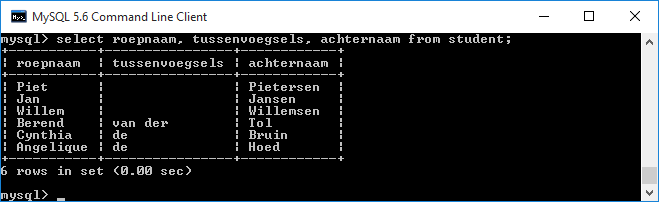 MySQL 5.6 Command Line Client
mysql> select roepnaam, tussenvoegsels, achternaam from student;
+-----------+----------------+------------+
| roepnaam  | tussenvoegsels | achternaam |
+-----------+----------------+------------+
| Piet      |                | Pietersen  |
| Jan       |                | Jansen     |
| Willem    |                | Willemsen  |
| Berend    | van der        | Tol        |
| Cynthia   | de             | Bruin      |
| Angelique | de             | Hoed       |
+-----------+----------------+------------+
6 rows in set (0.00 sec)
mysql> _